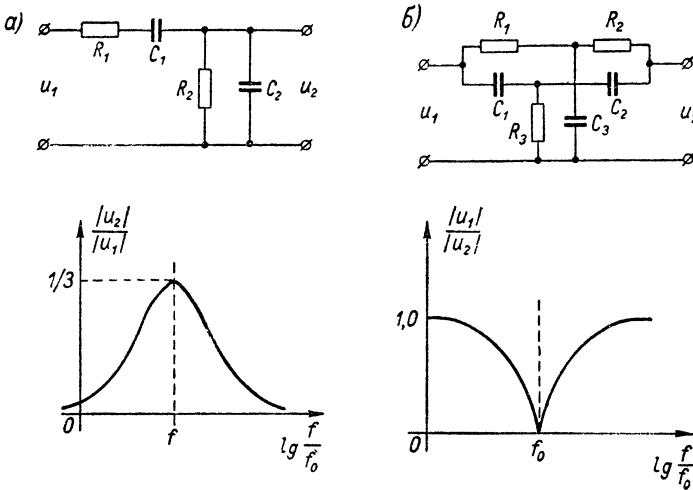 а)
R₁
C₁
u₁
R₂
C₂
u₂
б)
R₁
R₂
C₁
C₂
u₁
R₃
C₃
u
|u₂|
|u₁|
1/3
0
f
lg f/f₀
|u₁|
|u₂|
1,0
0
f₀
lg f/f₀